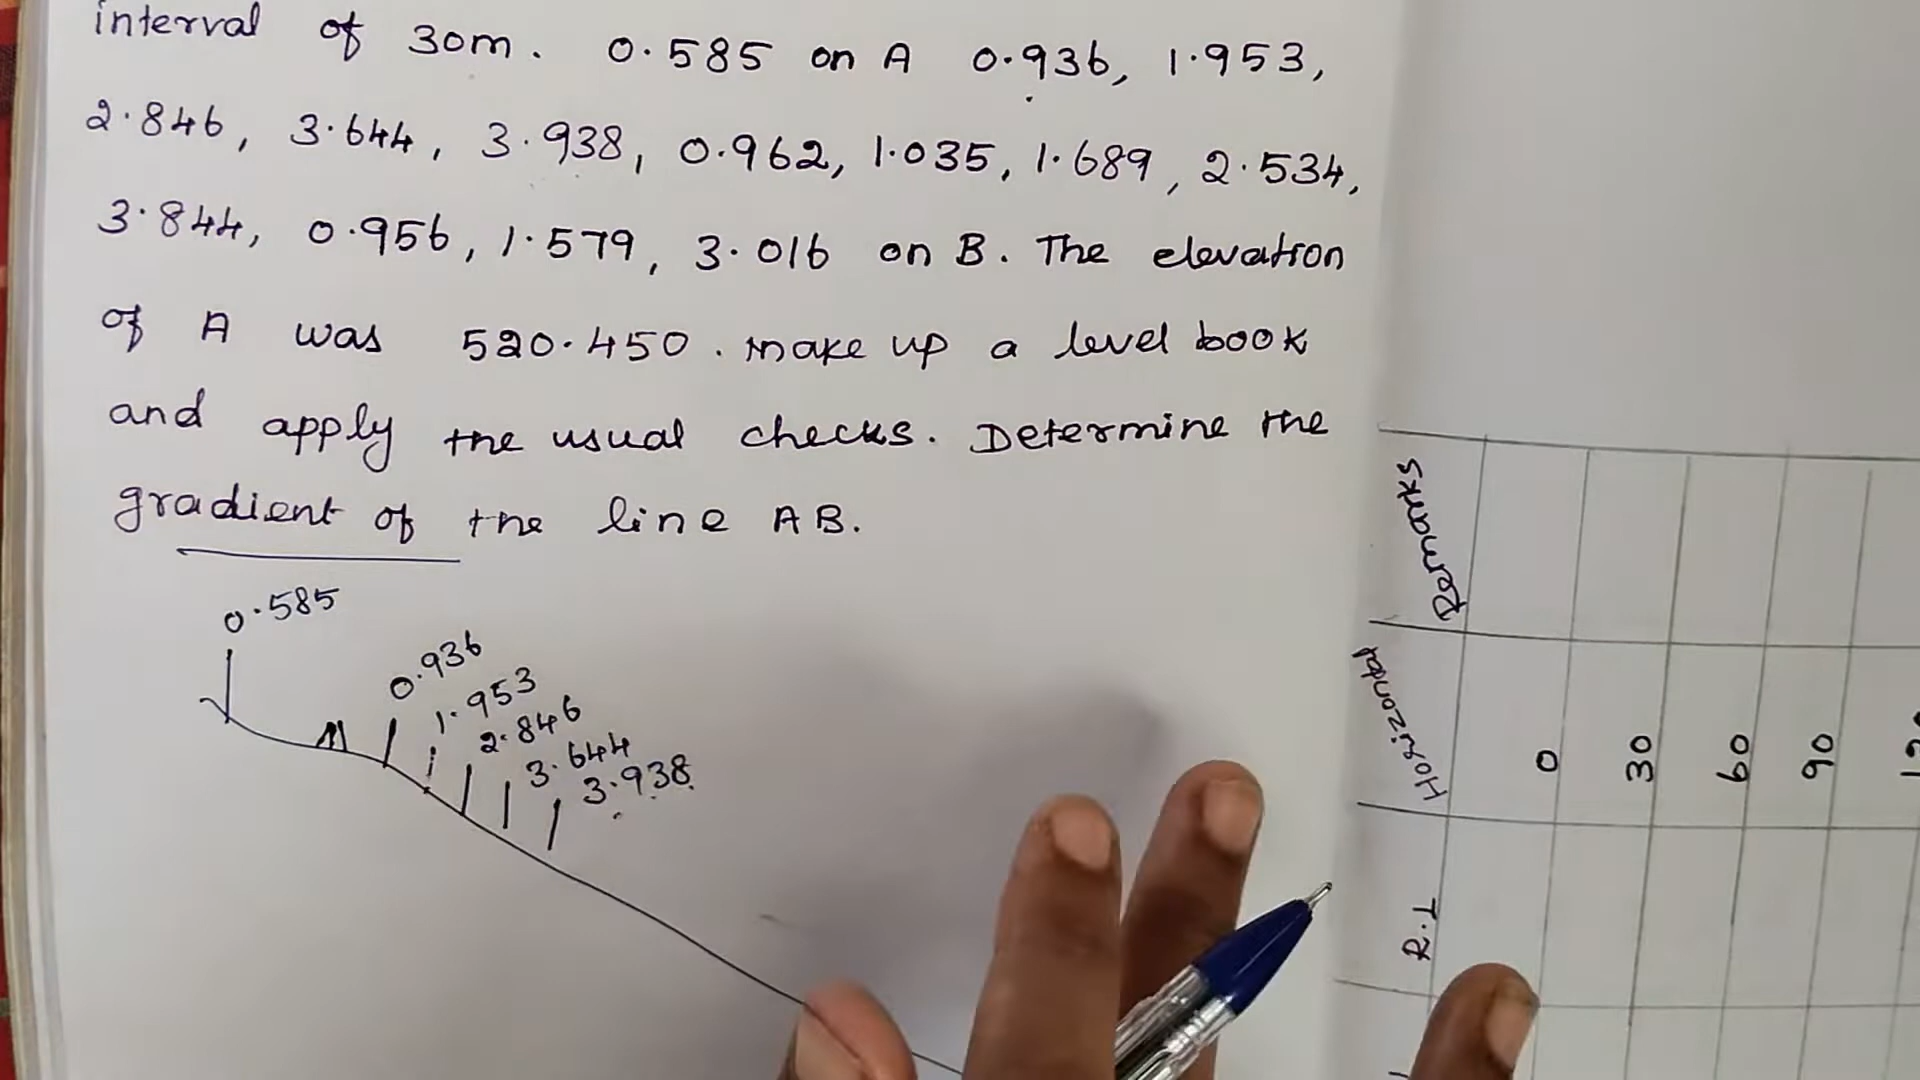 interval of 30m. 0.585 on A 0.936, 1.953,
2.846, 3.644, 3.938, 0.962, 1.035, 1.689, 2.534,
3.844, 0.956, 1.579, 3.016 on B. The elevation
of A was 520.450. make up a level book
and apply the usual checks. Determine the
gradient of the line AB.
0.585
0.936
1.953
2.846
3.644
3.938
Remarks
Horizontal
0
30
60
90
R.L